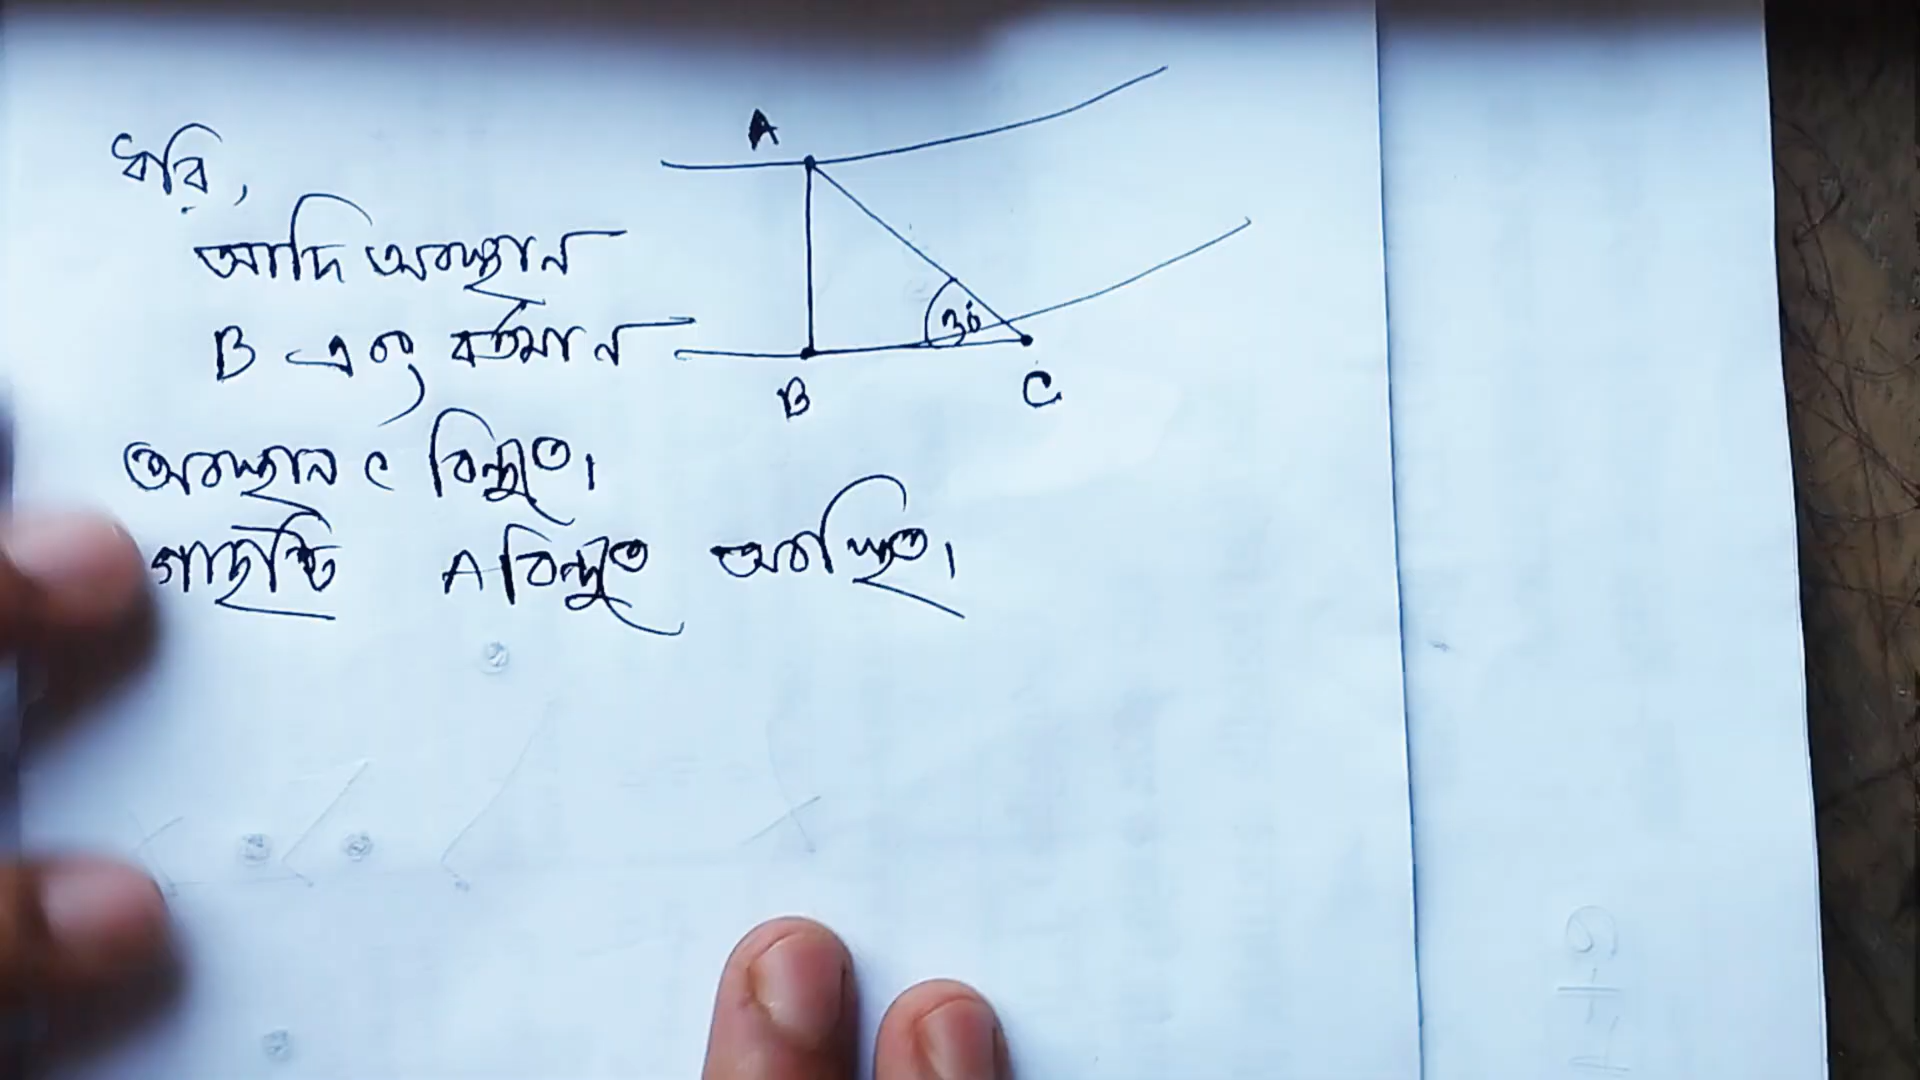 ধরি,
আদি অবস্থান
B এবং বর্তমান
অবস্থান C বিন্দুতে।
গাছটি A বিন্দুতে অবস্থিত।
A
30°
B
C